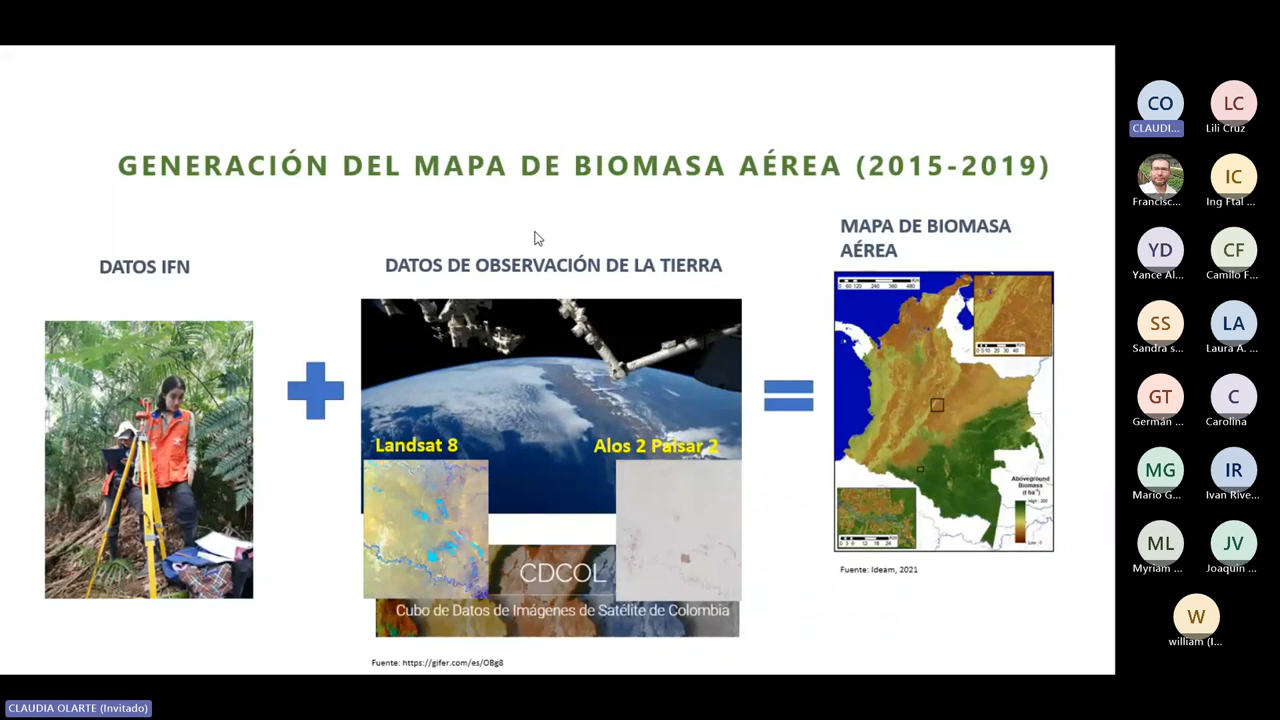 GENERACIÓN DEL MAPA DE BIOMASA AÉREA (2015-2019)
DATOS IFN
DATOS DE OBSERVACIÓN DE LA TIERRA
MAPA DE BIOMASA
AÉREA
Landsat 8
Alos 2 Palsar 2
CDCOL
Cubo de Datos de Imágenes de Satélite de Colombia
Aboveground
Biomass
Fuente: Ideam, 2021
Fuente: https://gifer.com/es/OBg8
CO
CLAUDI...
LC
Lili Cruz
Francisc...
IC
Ing Ftal ...
YD
Yance Al...
CF
Camilo F...
SS
Sandra s...
LA
Laura A. ...
GT
Germán ...
C
Carolina
MG
Mario G...
IR
Ivan Rive...
ML
Myriam ...
JV
Joaquin ...
W
william (I...
CLAUDIA OLARTE (Invitado)